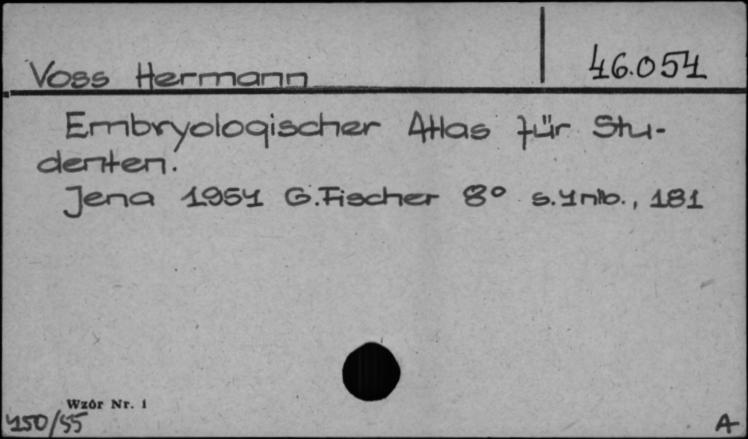 Voss Hermann
46.054
Embryologischer Atlas für Stu-
denten.
Jena 1954 G.Fischer 8° s.4nlb., 181
Wzór Nr. 1
450/55
A